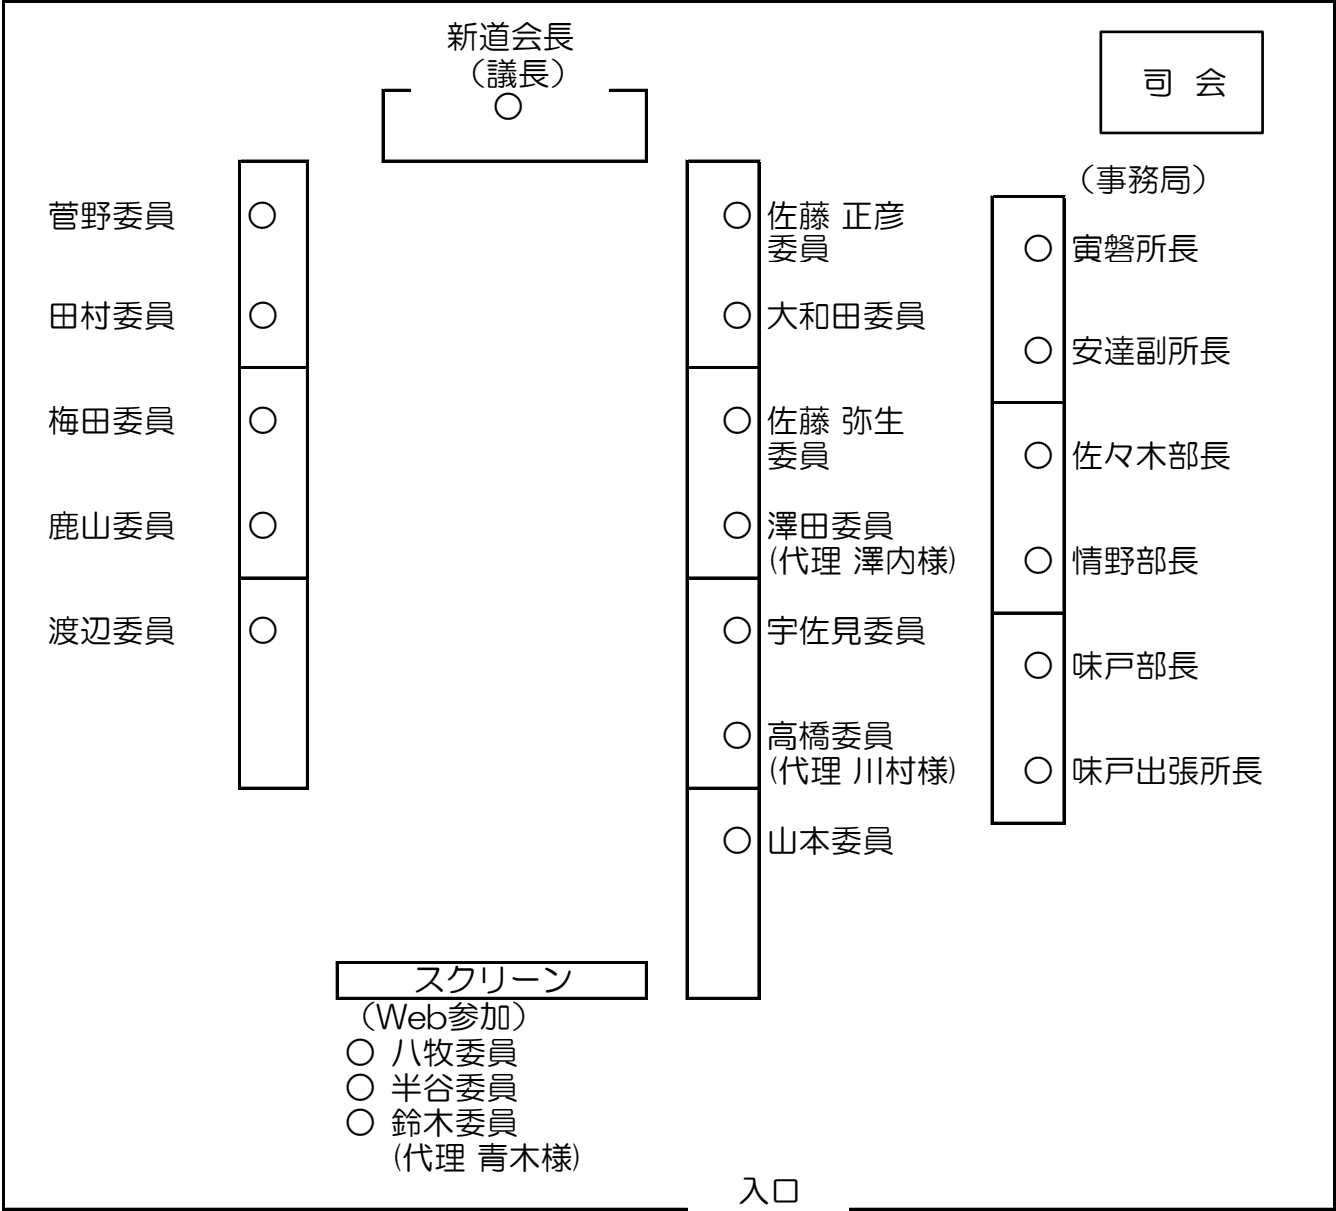 新道会長
（議長）
○
司 会
菅野委員 ○
田村委員 ○
梅田委員 ○
鹿山委員 ○
渡辺委員 ○
○ 佐藤 正彦
委員
○ 大和田委員
○ 佐藤 弥生
委員
○ 澤田委員
(代理 澤内様)
○ 宇佐見委員
○ 高橋委員
(代理 川村様)
○ 山本委員
（事務局）
○ 寅磐所長
○ 安達副所長
○ 佐々木部長
○ 情野部長
○ 味戸部長
○ 味戸出張所長
スクリーン
（Web参加）
○ 八牧委員
○ 半谷委員
○ 鈴木委員
(代理 青木様)
入口